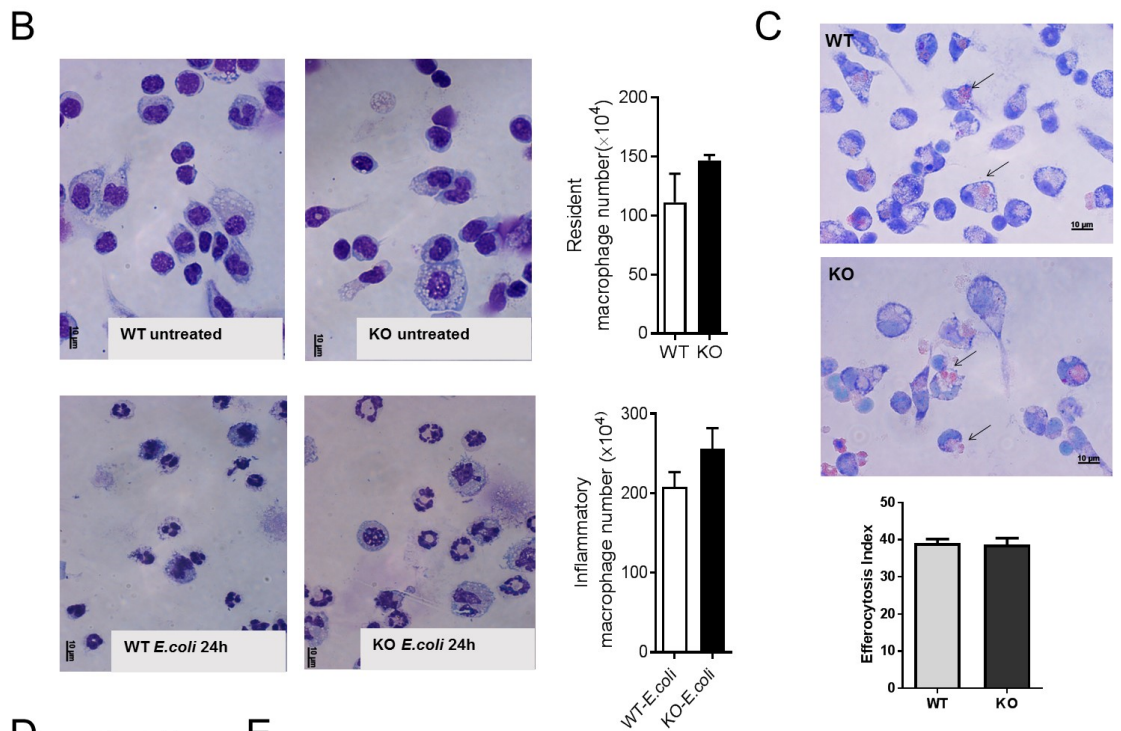 B
C
WT untreated
10 µm
KO untreated
10 µm
Resident
macrophage number(×10⁴)
200
150
100
50
0
WT KO
WT
10 µm
KO
10 µm
WT E.coli 24h
10 µm
KO E.coli 24h
10 µm
Inflammatory
macrophage number (x10⁴)
300
200
100
0
WT-E.coli
KO-E.coli
Efferocytosis Index
50
40
30
20
10
0
WT KO